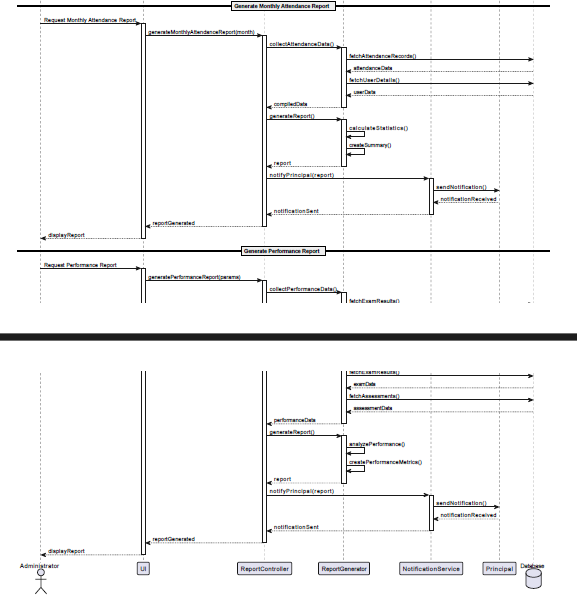 Generate Monthly Attendance Report
Request Monthly Attendance Report
generateMonthlyAttendanceReport(month)
collectAttendanceData()
fetchAttendanceRecords()
attendanceData
fetchUserDetails()
userData
compiledData
generateReport()
calculateStatistics()
createSummary()
report
notifyPrincipal(report)
sendNotification()
notificationReceived
notificationSent
reportGenerated
displayReport
Generate Performance Report
Request Performance Report
generatePerformanceReport(params)
collectPerformanceData()
fetchExamResults()
fetchExamResults()
examData
fetchAssessments()
assessmentData
performanceData
generateReport()
analyzePerformance()
createPerformanceMetrics()
report
notifyPrincipal(report)
sendNotification()
notificationReceived
notificationSent
reportGenerated
displayReport
Administrator UI ReportController ReportGenerator NotificationService Principal Database